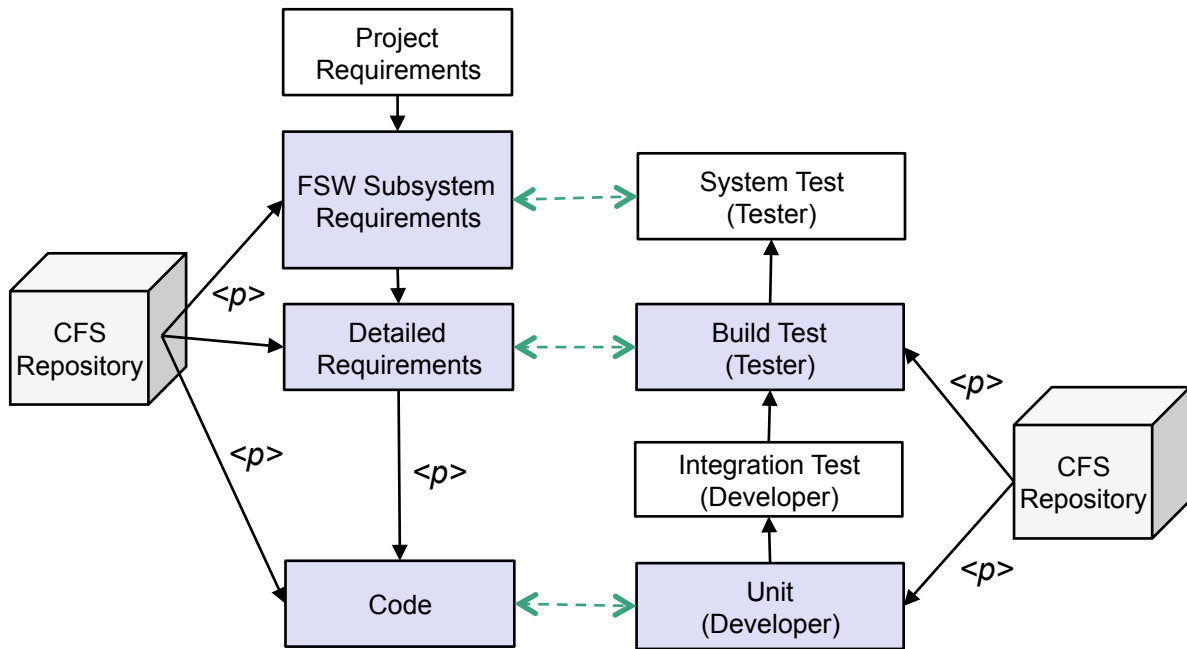 Project
Requirements
FSW Subsystem
Requirements
System Test
(Tester)
<p>
CFS
Repository
Detailed
Requirements
Build Test
(Tester)
<p>
<p>
<p>
Integration Test
(Developer)
CFS
Repository
<p>
Code
Unit
(Developer)